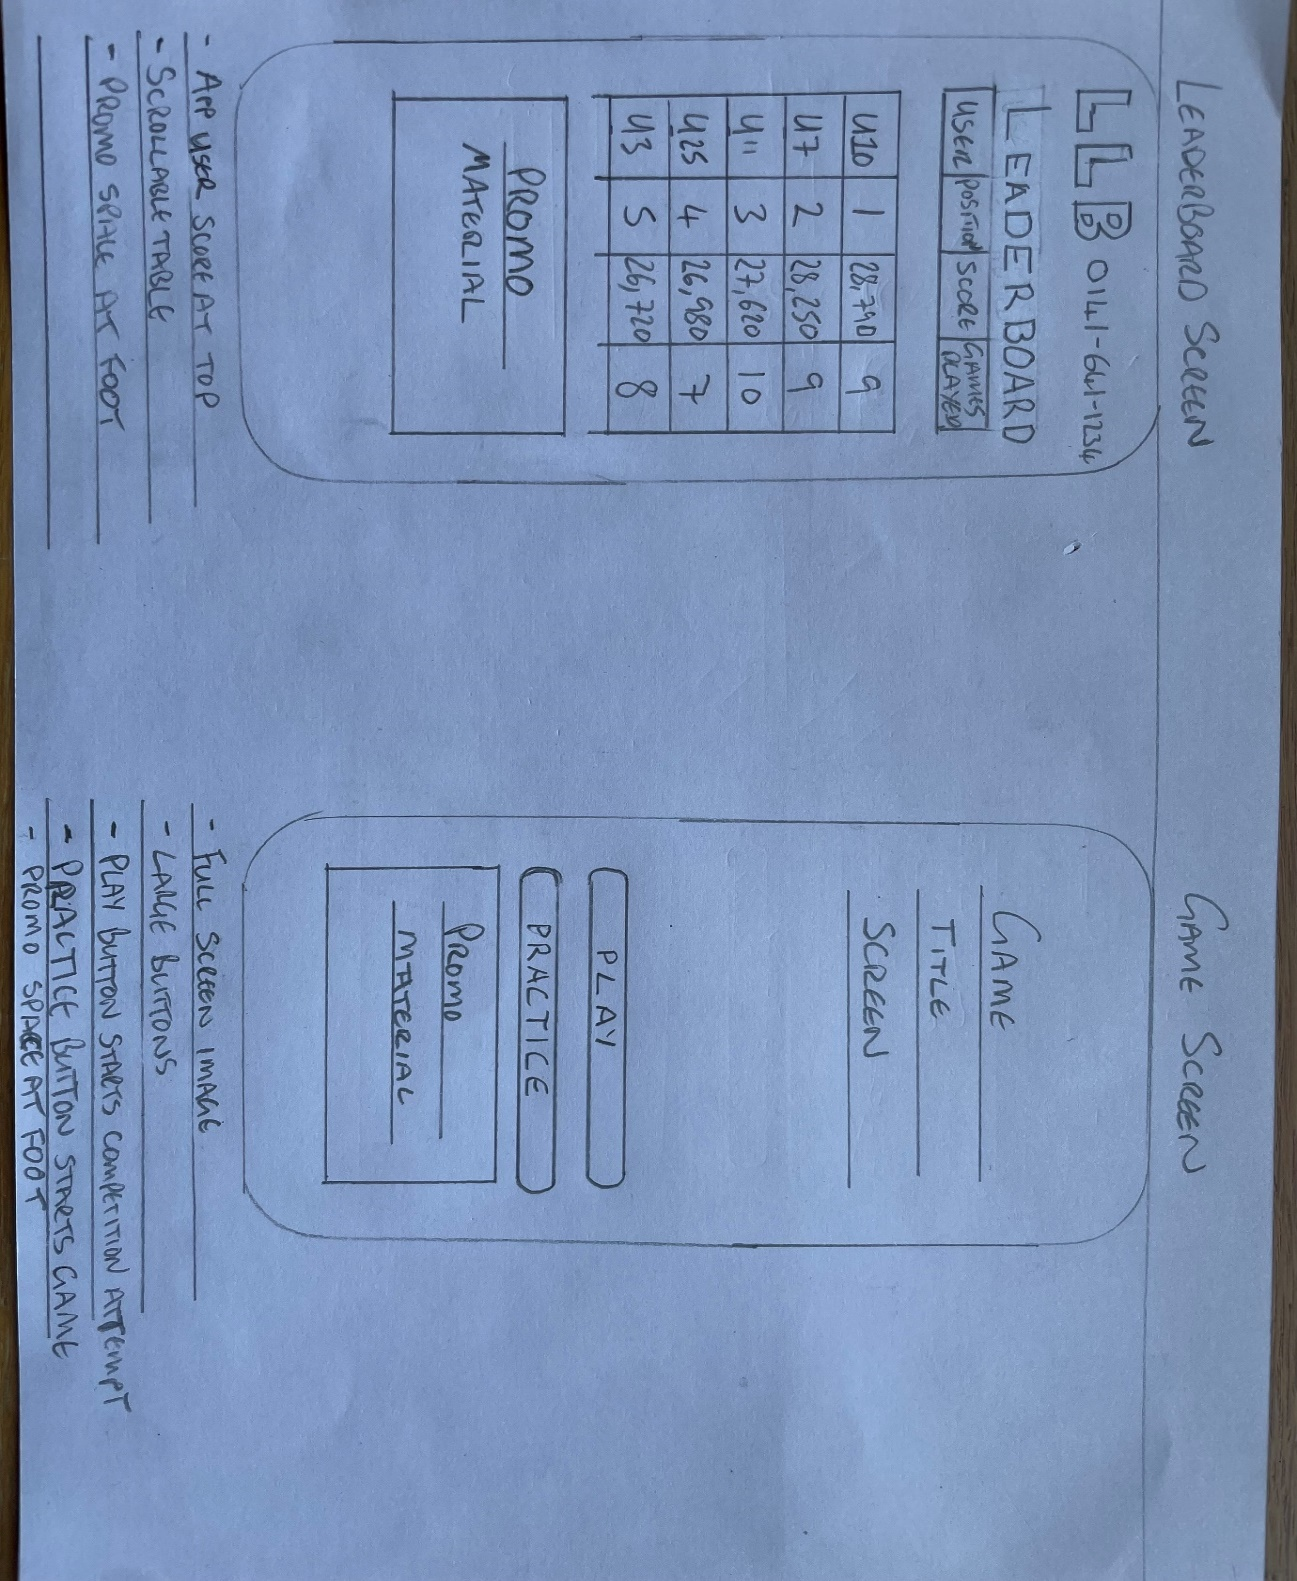 LEADERBOARD SCREEN
LLB 0141-641-1234
LEADERBOARD
USER POSITION SCORE GAMES PLAYED
U20 1 28,790 9
U7 2 28,250 9
U11 3 27,620 10
U25 4 26,980 7
U3 5 26,720 8
PROMO
MATERIAL
- APP USER SCORE AT TOP
- SCROLLABLE TABLE
- PROMO SPACE AT FOOT
GAME SCREEN
GAME
TITLE
SCREEN
PLAY
PRACTICE
PROMO
MATERIAL
- FULL SCREEN IMAGE
- LARGE BUTTONS
- PLAY BUTTON STARTS COMPETITION ATTEMPT
- PRACTICE BUTTON STARTS GAME
- PROMO SPACE AT FOOT